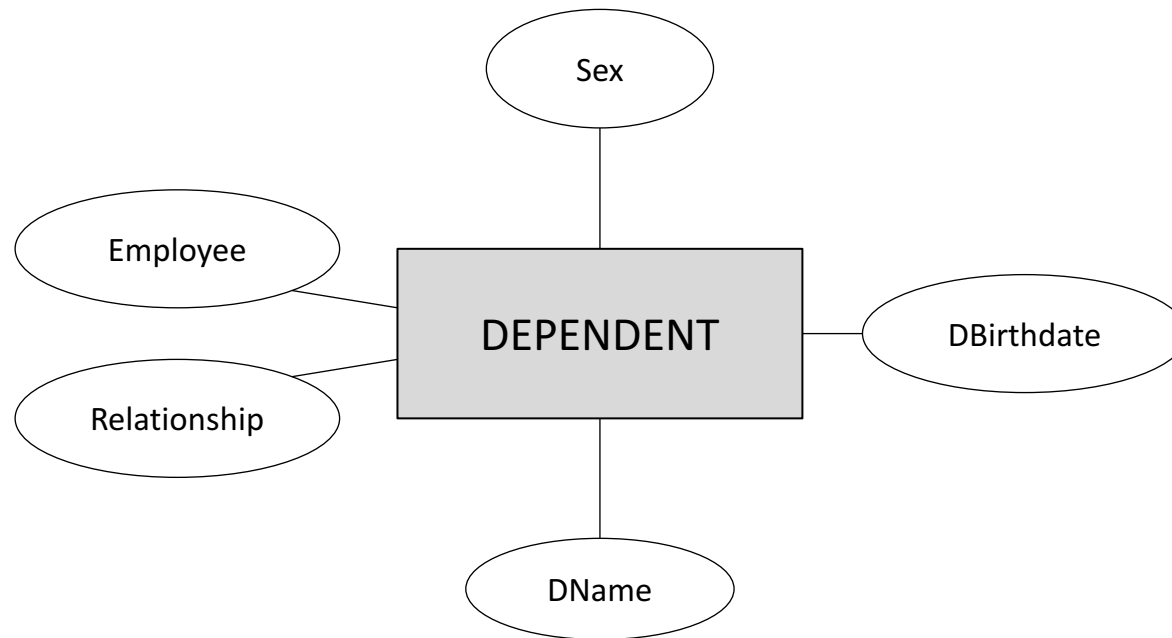 Sex
Employee
DEPENDENT
DBirthdate
Relationship
DName